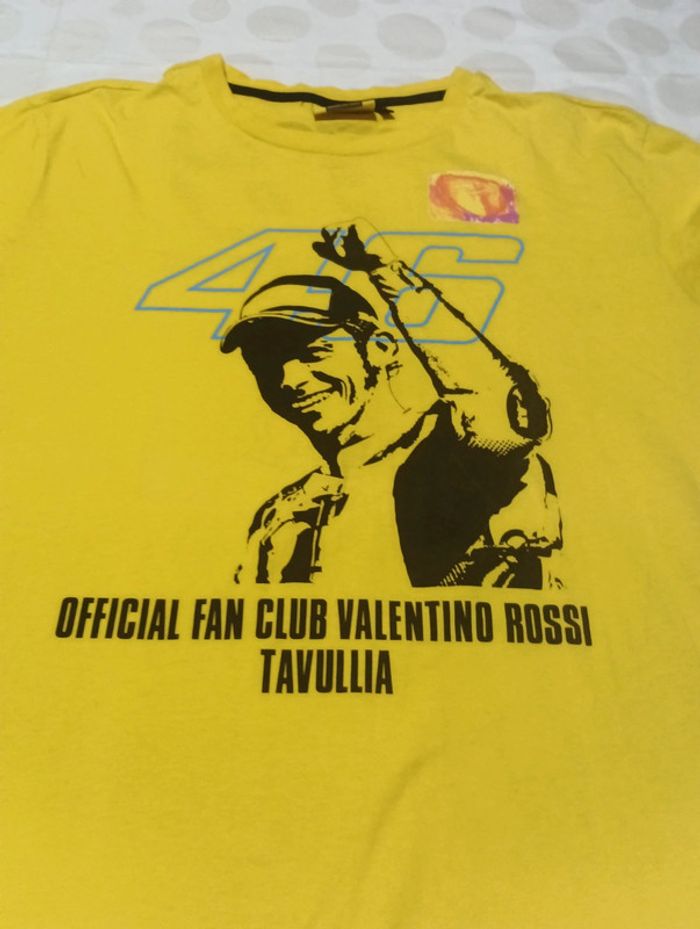 46
OFFICIAL FAN CLUB VALENTINO ROSSI
TAVULLIA